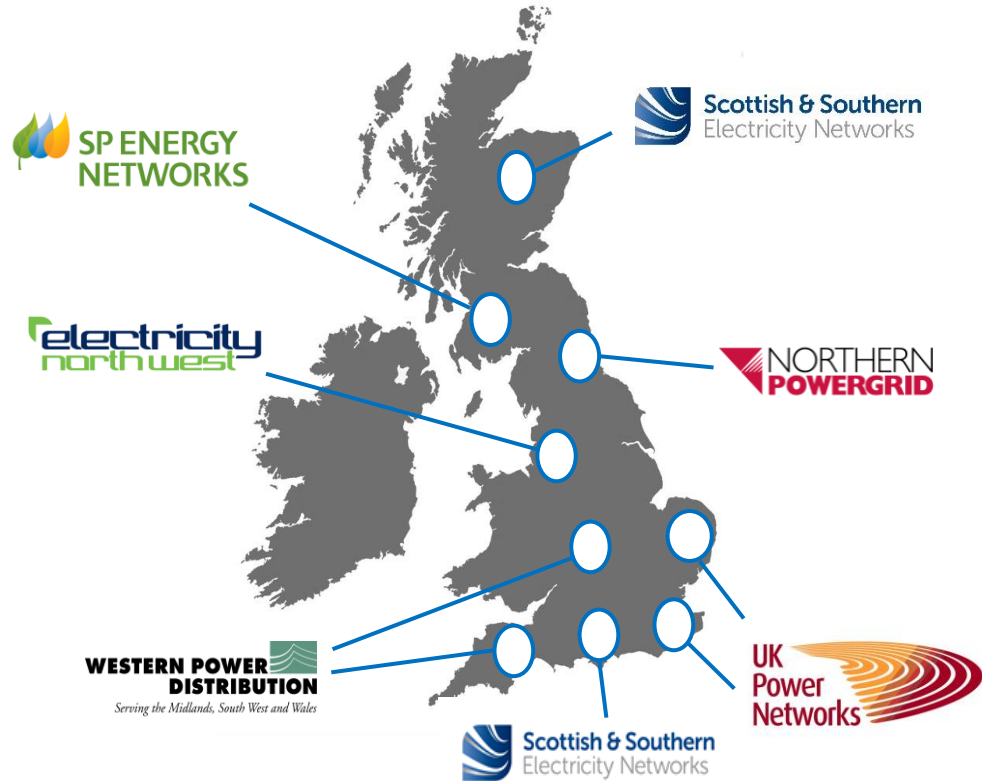 Scottish & Southern
Electricity Networks
SP ENERGY
NETWORKS
electricity
north west
NORTHERN
POWERGRID
WESTERN POWER
DISTRIBUTION
Serving the Midlands, South West and Wales
UK
Power
Networks
Scottish & Southern
Electricity Networks